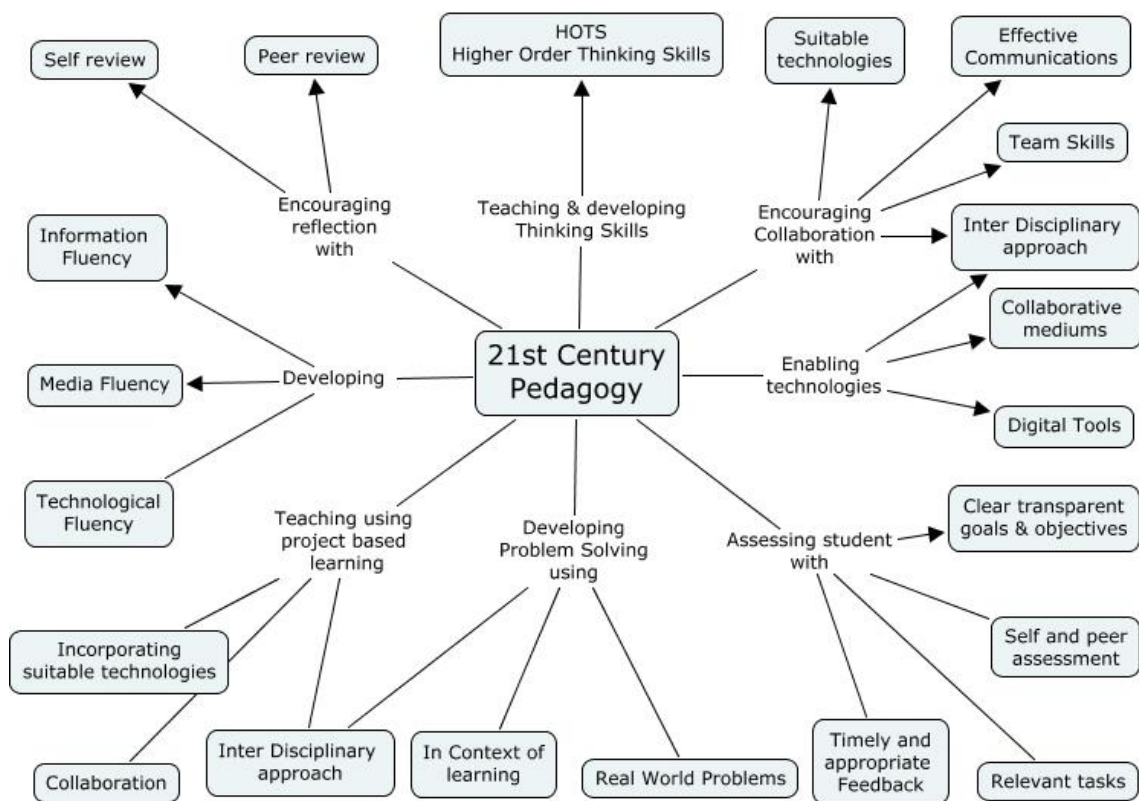 Self review
Peer review
HOTS
Higher Order Thinking Skills
Suitable
technologies
Effective
Communications
Team Skills
Encouraging
reflection with
with
Teaching & developing
Thinking Skills
Encouraging
Collaboration
with
Information
Fluency
Inter Disciplinary
approach
Collaborative
mediums
21st Century
Pedagogy
Media Fluency
Developing
Enabling
technologies
Digital Tools
Technological
Fluency
Teaching using
project based
learning
Developing
Problem Solving
using
Assessing student
with
Clear transparent
goals & objectives
Incorporating
suitable technologies
Self and peer
assessment
Collaboration
Inter Disciplinary
approach
In Context of
learning
Real World Problems
Timely and
appropriate
Feedback
Relevant tasks